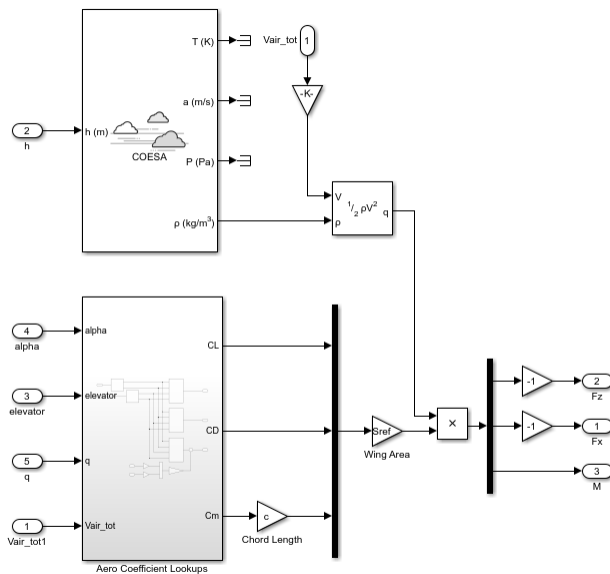 T (K)
Vair_tot
1
a (m/s)
-K-
2
h
h (m)
COESA
P (Pa)
V
1/2 ρV²
q
ρ
ρ (kg/m³)
4
alpha
alpha
CL
3
elevator
elevator
CD
5
q
q
1
Vair_tot1
Vair_tot
Cm
Aero Coefficient Lookups
c
Chord Length
Sref
Wing Area
×
-1
2
Fz
-1
1
Fx
3
M